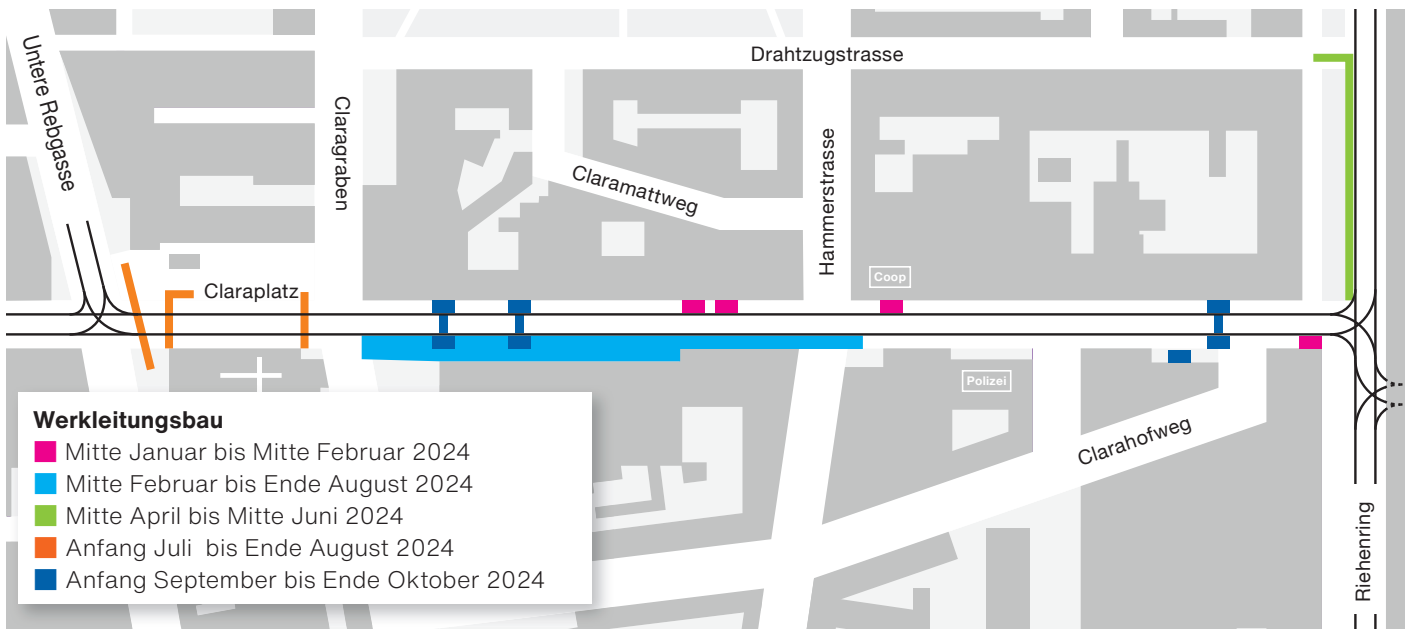 Untere Rebgasse
Claragraben
Drahtzugstrasse
Claramattweg
Hammerstrasse
Coop
Claraplatz
Polizei
Clarahofweg
Riehenring
Werkleitungsbau
Mitte Januar bis Mitte Februar 2024
Mitte Februar bis Ende August 2024
Mitte April bis Mitte Juni 2024
Anfang Juli  bis Ende August 2024
Anfang September bis Ende Oktober 2024